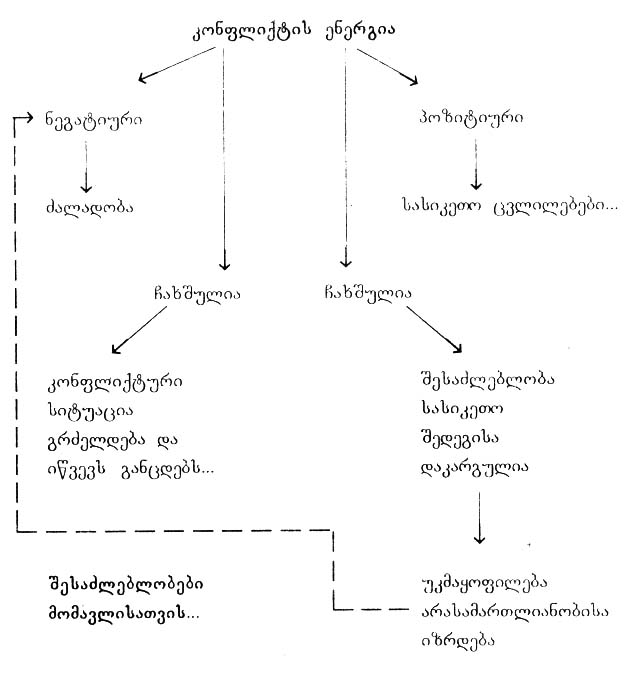 კონფლიქტის ენერგია
ნეგატიური
პოზიტიური
ძალადობა
სასიკეთო ცვლილებები...
ჩახშულია
ჩახშულია
კონფლიქტური
სიტუაცია
გრძელდება და
იწვევს განცდებს...
შესაძლებლობა
სასიკეთო
შედეგისა
დაკარგულია
შესაძლებლობები
მომავლისათვის...
უკმაყოფილება
არასამართლიანობისა
იზრდება